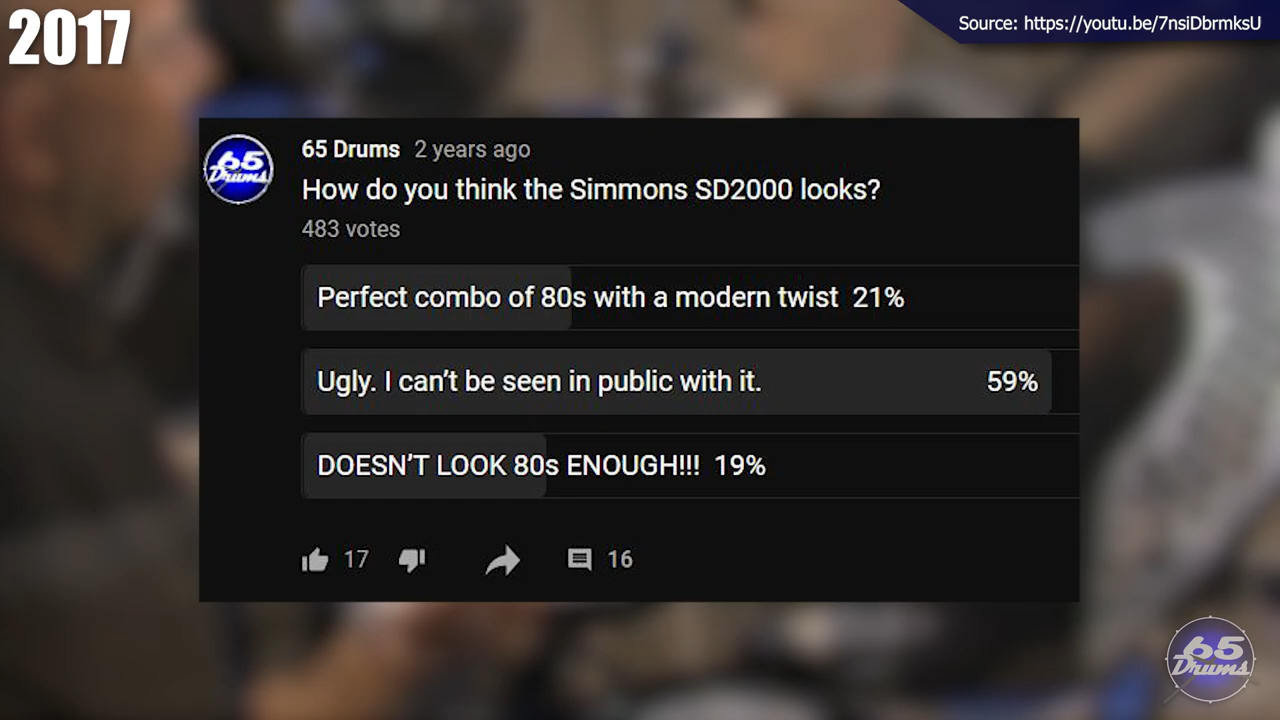 2017
Source: https://youtu.be/7nsiDbrmksU
65 Drums
65 Drums 2 years ago
How do you think the Simmons SD2000 looks?
483 votes
Perfect combo of 80s with a modern twist 21%
Ugly. I can’t be seen in public with it. 59%
DOESN’T LOOK 80s ENOUGH!!! 19%
17 16
65
Drums